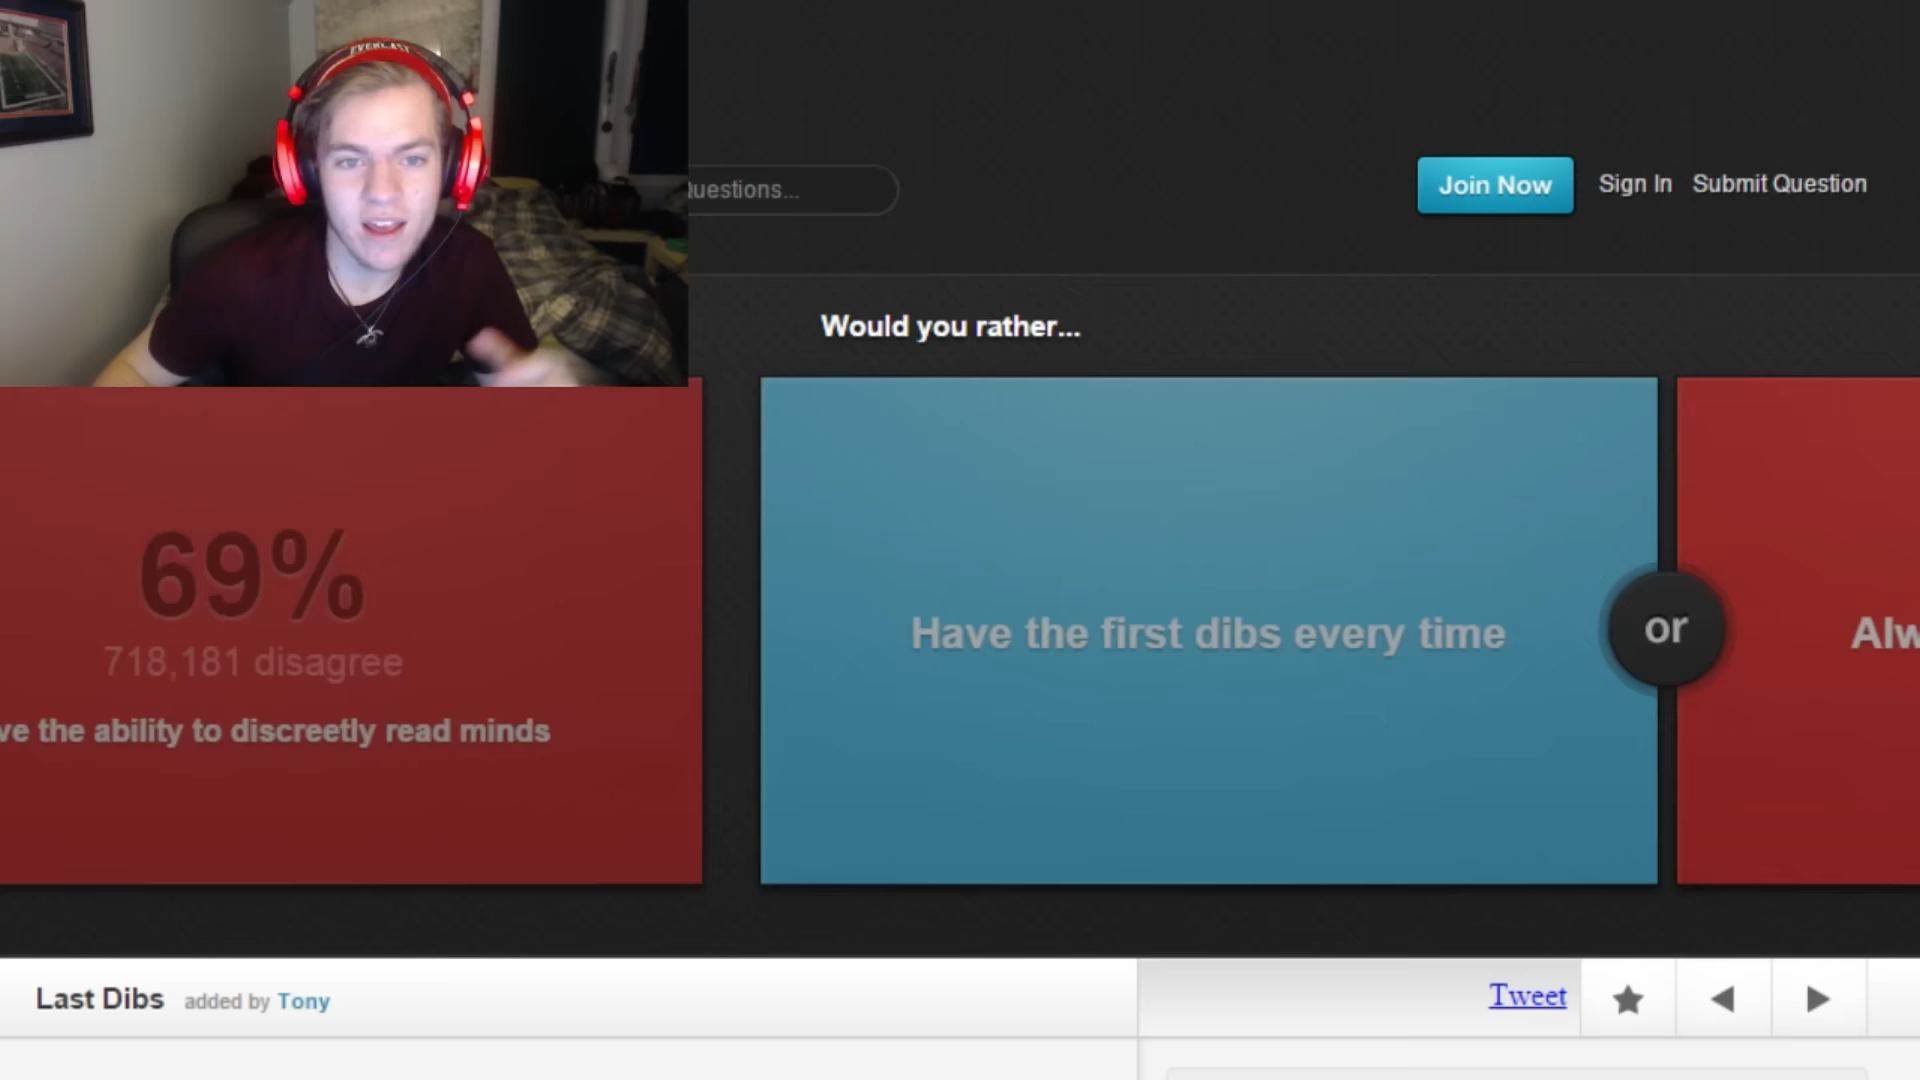 EVERLAST
Questions...
Join Now
Sign In
Submit Question
Would you rather...
69%
718,181 disagree
ve the ability to discreetly read minds
Have the first dibs every time
or
Alw
Last Dibs added by Tony
Tweet